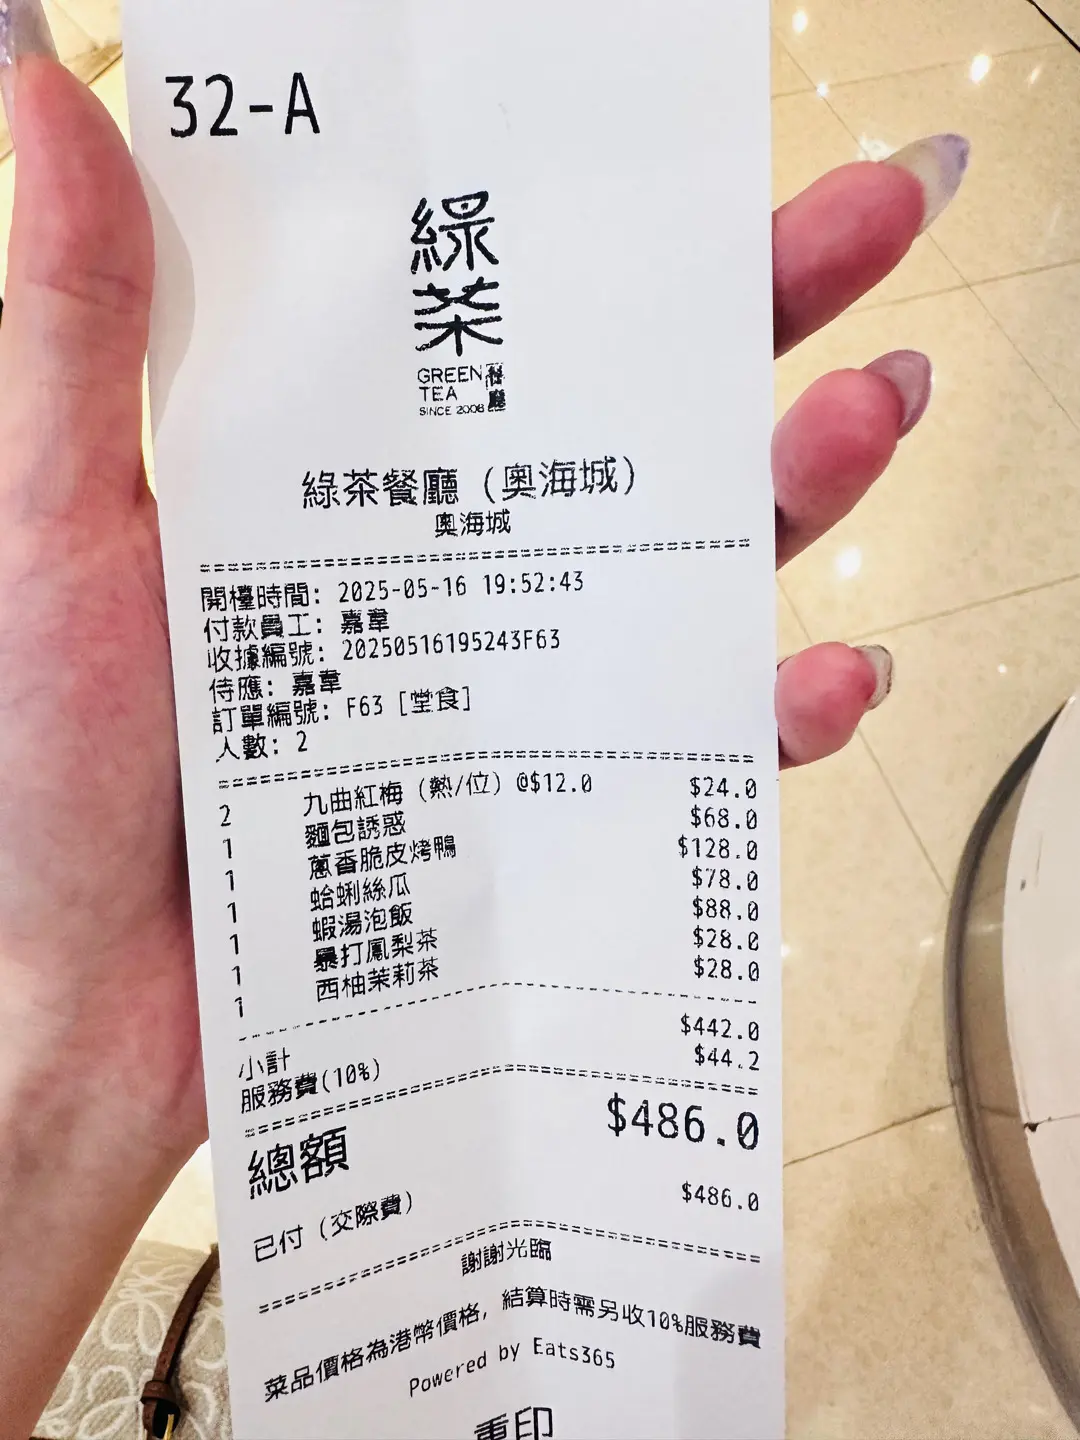 32-A
綠
茶
GREEN 餐
TEA 廳
SINCE 2008
綠茶餐廳 (奧海城)
奧海城
開檯時間: 2025-05-16 19:52:43
付款員工: 嘉韋
收據編號: 20250516195243F63
侍應: 嘉韋
訂單編號: F63 [堂食]
人數: 2
2 九曲紅梅 (熱/位) @$12.0 $24.0
1 麵包誘惑 $68.0
1 蔥香脆皮烤鴨 $128.0
1 蛤蜊絲瓜 $78.0
1 蝦湯泡飯 $88.0
1 暴打鳳梨茶 $28.0
1 西柚茉莉茶 $28.0
小計 $442.0
服務費(10%) $44.2
總額 $486.0
已付 (交際費) $486.0
謝謝光臨
菜品價格為港幣價格, 結算時需另收10%服務費
Powered by Eats365
重印